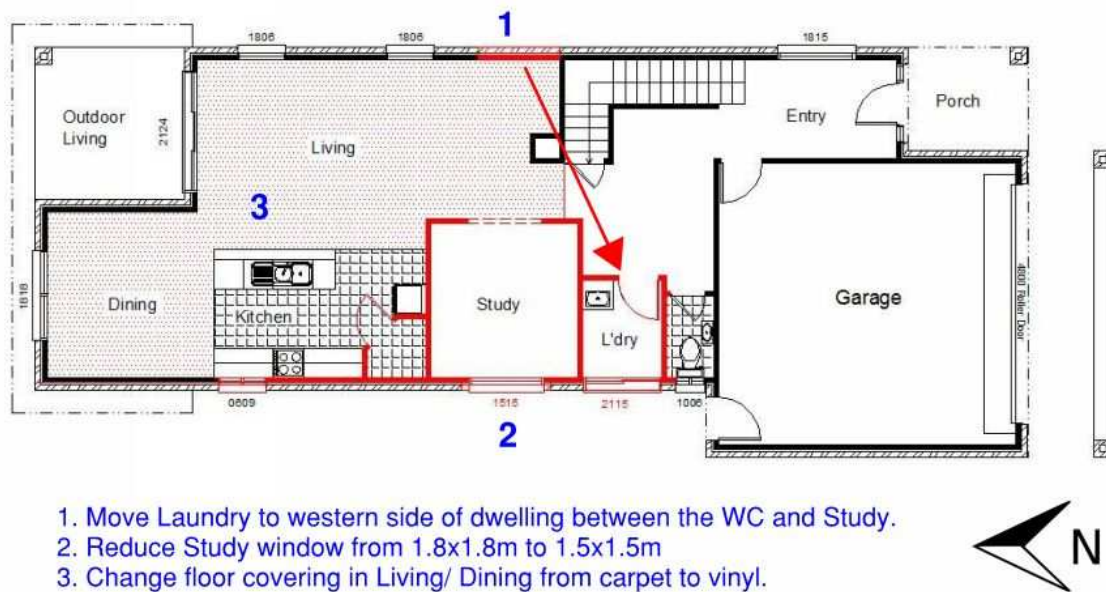 1
1806
1806
1815
Outdoor
Living
2124
Living
Entry
Porch
3
1818
Dining
Kitchen
Study
L'dry
Garage
4800 Roller Door
0609
1515
2115
1006
2
1. Move Laundry to western side of dwelling between the WC and Study.
2. Reduce Study window from 1.8x1.8m to 1.5x1.5m
3. Change floor covering in Living/ Dining from carpet to vinyl.
N